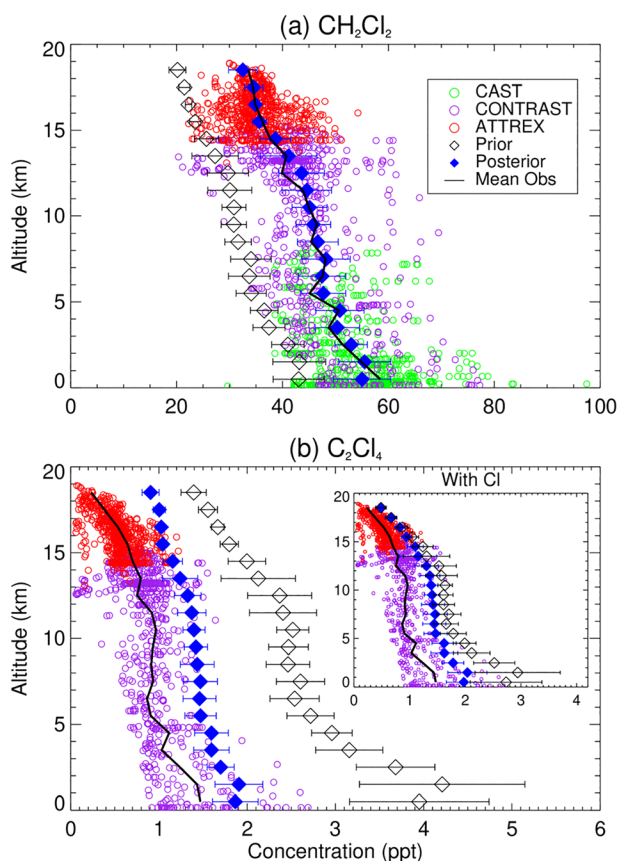 (a) CH₂Cl₂
20
15
10
5
0
Altitude (km)
CAST
CONTRAST
ATTREX
Prior
Posterior
Mean Obs
0 20 40 60 80 100
(b) C₂Cl₄
20
15
10
5
0
Altitude (km)
With Cl
20
15
10
5
0
0 1 2 3 4
0 1 2 3 4 5 6
Concentration (ppt)